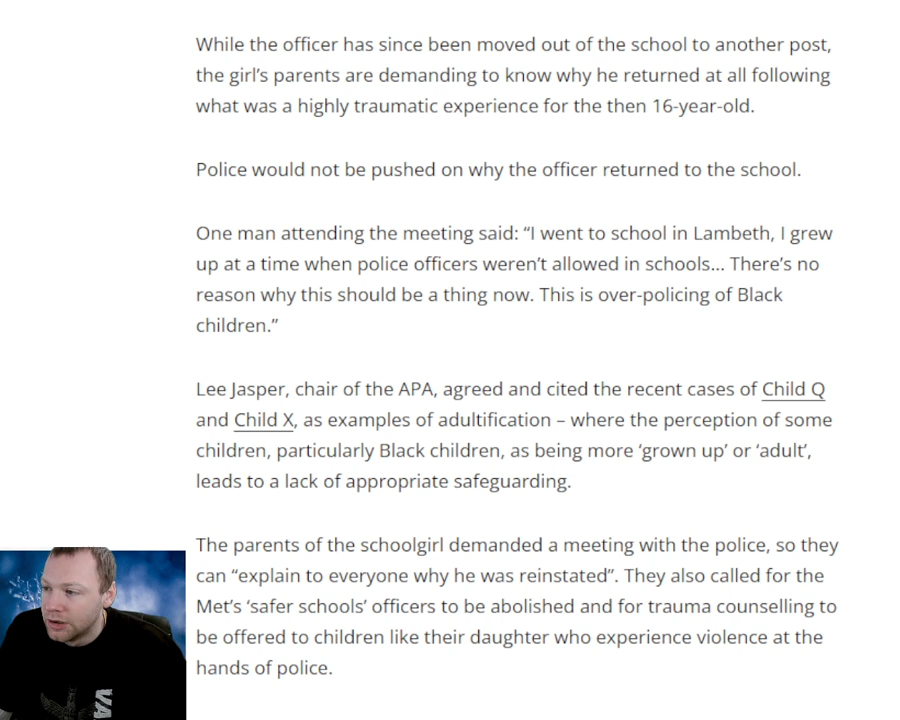 While the officer has since been moved out of the school to another post,
the girl’s parents are demanding to know why he returned at all following
what was a highly traumatic experience for the then 16-year-old.
Police would not be pushed on why the officer returned to the school.
One man attending the meeting said: “I went to school in Lambeth, I grew
up at a time when police officers weren’t allowed in schools… There’s no
reason why this should be a thing now. This is over-policing of Black
children.”
Lee Jasper, chair of the APA, agreed and cited the recent cases of Child Q
and Child X, as examples of adultification – where the perception of some
children, particularly Black children, as being more ‘grown up’ or ‘adult’,
leads to a lack of appropriate safeguarding.
The parents of the schoolgirl demanded a meeting with the police, so they
can “explain to everyone why he was reinstated”. They also called for the
Met’s ‘safer schools’ officers to be abolished and for trauma counselling to
be offered to children like their daughter who experience violence at the
hands of police.